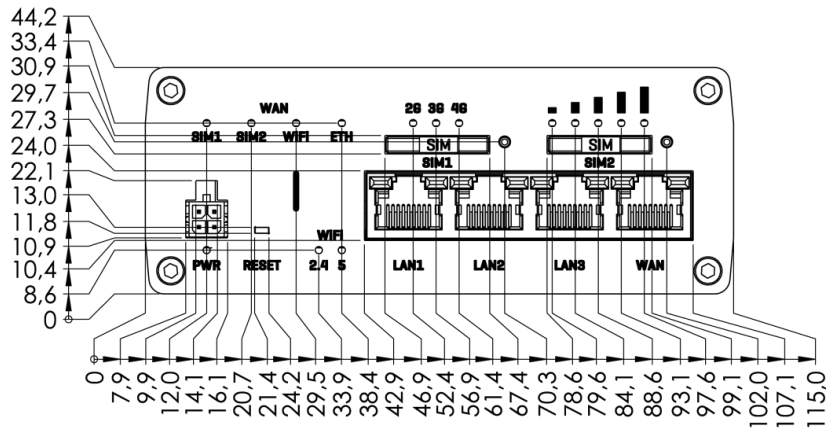 44,2
33,4
30,9
29,7
27,3
24,0
22,1
13,0
11,8
10,9
10,4
8,6
0
WAN
SIM1 SIM2 WIFI ETH
2G 3G 4G
SIM
SIM1
SIM
SIM2
WIFI
PWR RESET 2.4 5
LAN1 LAN2 LAN3 WAN
0 7,9 9,9 12,0 14,1 16,1 20,7 21,4 24,2 29,5 33,9 38,4 42,9 46,9 52,4 56,9 61,4 67,4 70,3 78,6 79,6 84,1 88,6 93,1 97,6 99,1 102,0 107,1 115,0